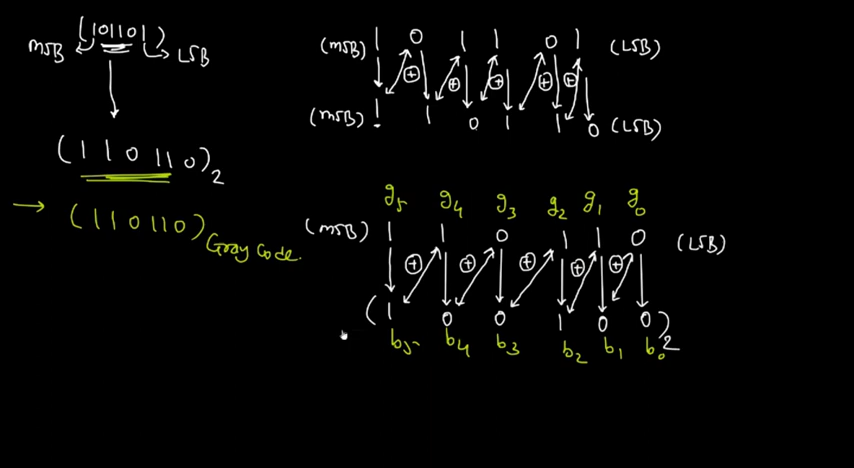 (101101)
MSB LSB
(110110)2
→ (110110)Gray Code.
(MSB) 1 0 1 1 0 1 (LSB)
⊕ ⊕ ⊕ ⊕ ⊕
(MSB) 1 1 0 1 1 0 (LSB)
g5 g4 g3 g2 g1 g0
(MSB) 1 1 0 1 1 0 (LSB)
⊕ ⊕ ⊕ ⊕ ⊕
(1 0 0 1 0 0)2
b5 b4 b3 b2 b1 b0